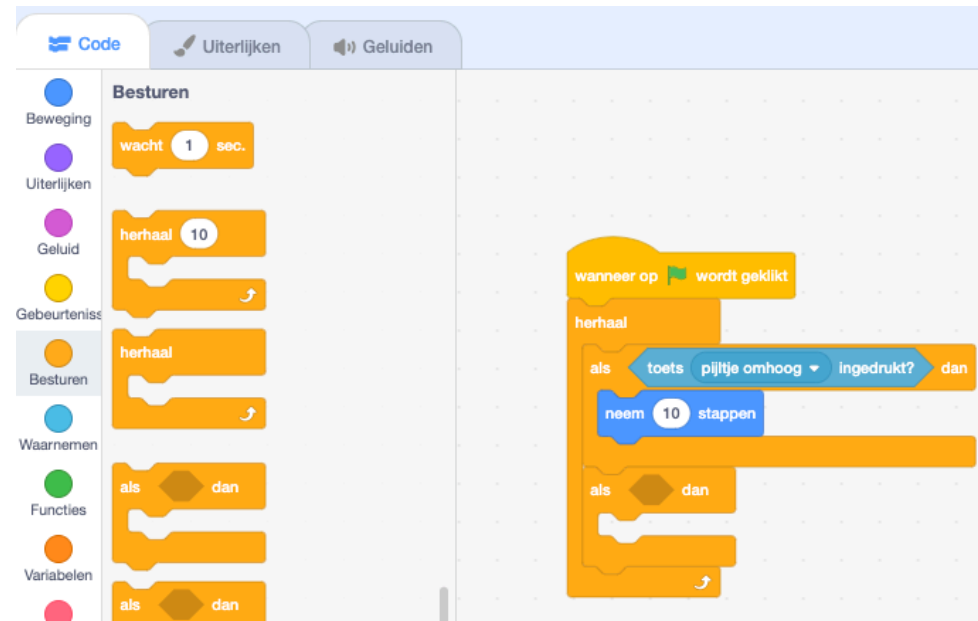 Code
Uiterlijken
Geluiden
Beweging
Uiterlijken
Geluid
Gebeurteniss
Besturen
Waarnemen
Functies
Variabelen
Besturen
wacht 1 sec.
herhaal 10
herhaal
als dan
als dan
wanneer op wordt geklikt
herhaal
als toets pijltje omhoog ingedrukt? dan
neem 10 stappen
als dan